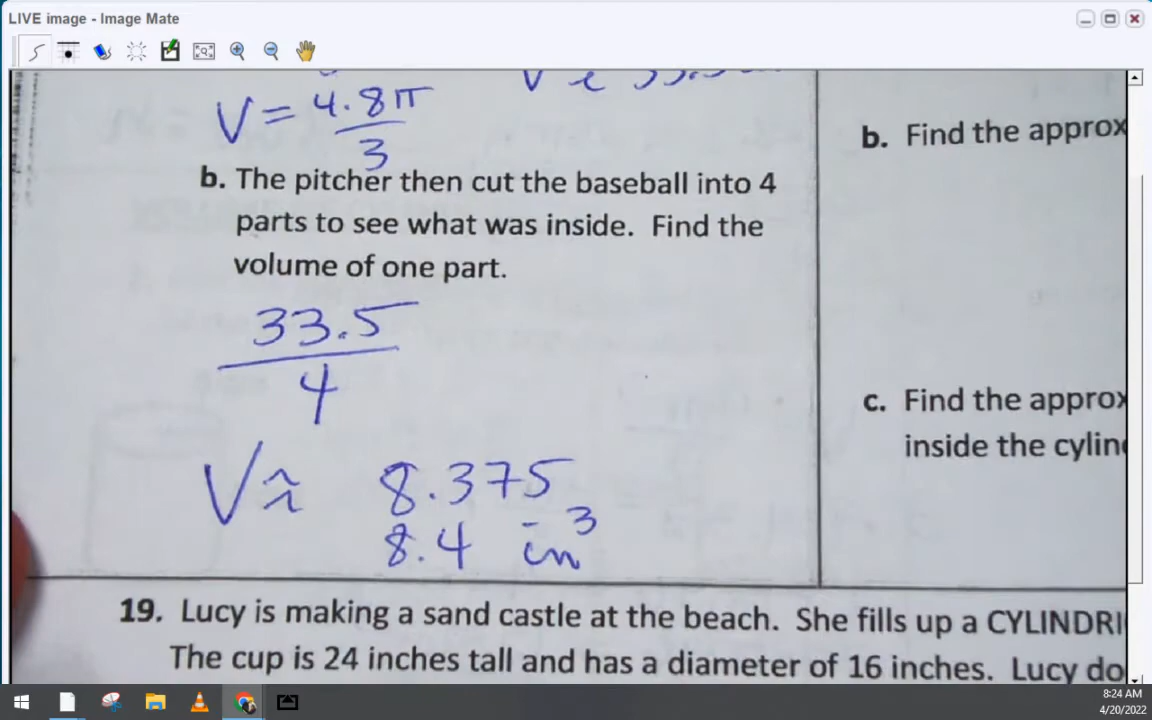 LIVE image - Image Mate
V = 4.8π
3
b. The pitcher then cut the baseball into 4
parts to see what was inside. Find the
volume of one part.
33.5
4
V ≈ 8.375
8.4 in³
b. Find the approx
c. Find the approx
inside the cylin
19. Lucy is making a sand castle at the beach. She fills up a CYLINDRI
The cup is 24 inches tall and has a diameter of 16 inches. Lucy do
8:24 AM
4/20/2022